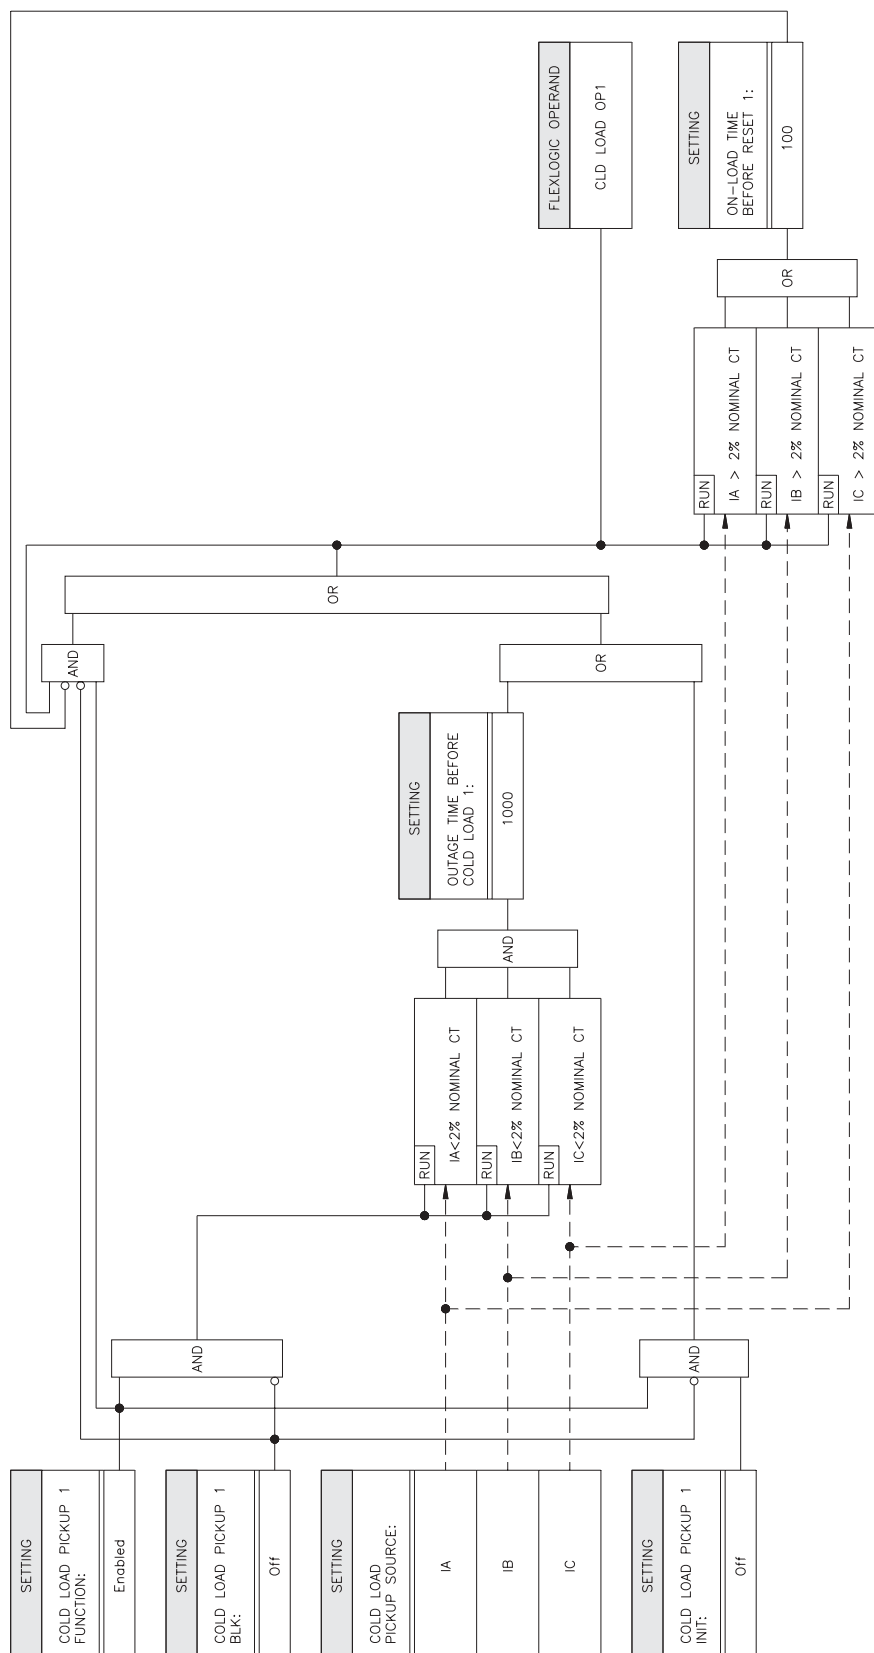 SETTING
COLD LOAD PICKUP 1
FUNCTION:
Enabled
SETTING
COLD LOAD PICKUP 1
BLK:
Off
SETTING
COLD LOAD
PICKUP SOURCE:
IA
IB
IC
SETTING
COLD LOAD PICKUP 1
INIT:
Off
AND
AND
RUN
IA<2% NOMINAL CT
RUN
IB<2% NOMINAL CT
RUN
IC<2% NOMINAL CT
AND
SETTING
OUTAGE TIME BEFORE
COLD LOAD 1:
1000
AND
OR
OR
RUN
IA > 2% NOMINAL CT
RUN
IB > 2% NOMINAL CT
RUN
IC > 2% NOMINAL CT
OR
FLEXLOGIC OPERAND
CLD LOAD OP1
SETTING
ON-LOAD TIME
BEFORE RESET 1:
100